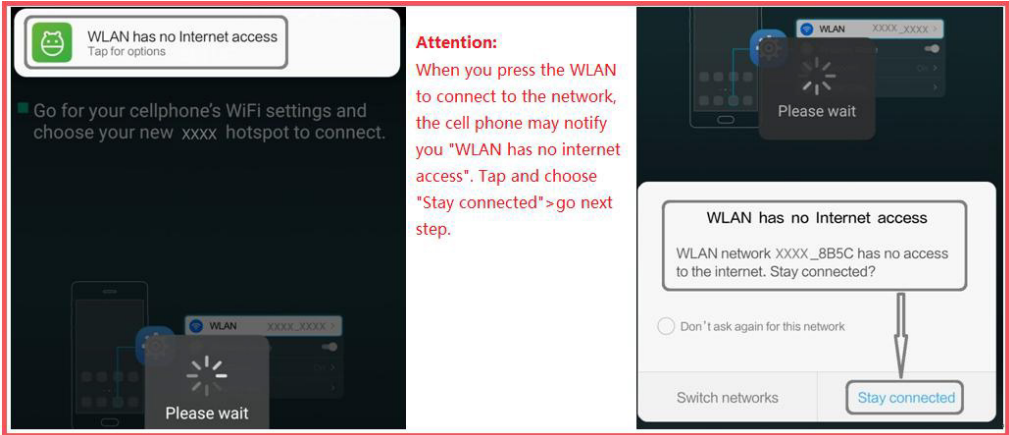 WLAN has no Internet access
Tap for options
Go for your cellphone's WiFi settings and
choose your new xxxx hotspot to connect.
WLAN XXXX_XXXX >
Please wait
Attention:
When you press the WLAN
to connect to the network,
the cell phone may notify
you "WLAN has no internet
access". Tap and choose
"Stay connected">go next
step.
WLAN XXXX_XXXX >
On >
Please wait
WLAN has no Internet access
WLAN network XXXX_8B5C has no access
to the internet. Stay connected?
Don't ask again for this network
Switch networks
Stay connected